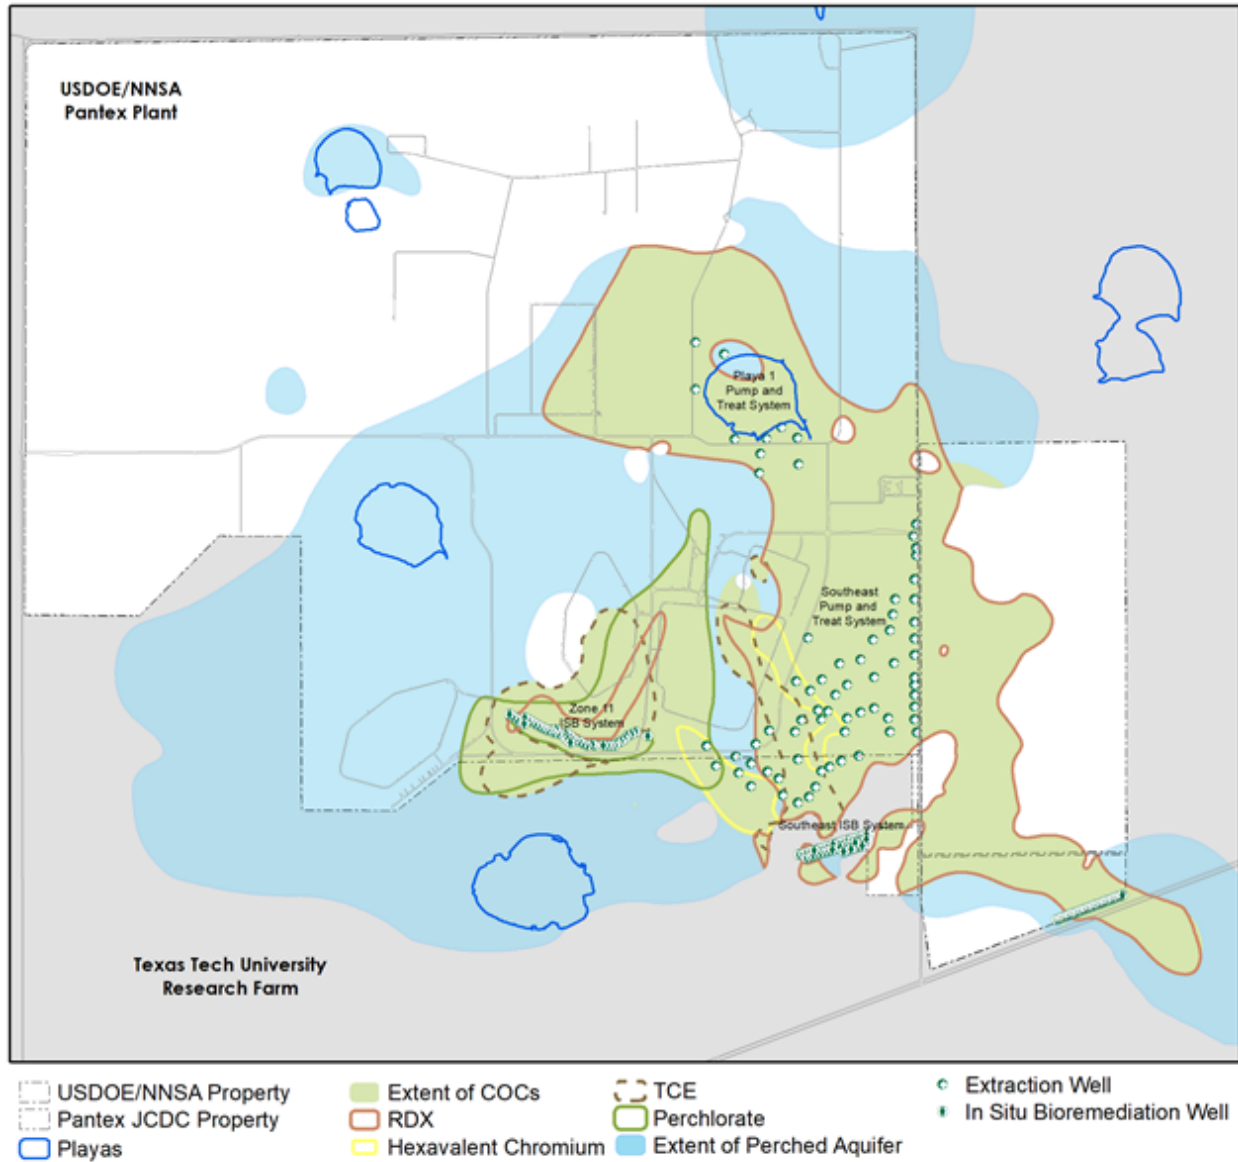 USDOE/NNSA
Pantex Plant
Playa 1
Pump and
Treat System
Southeast
Pump and
Treat System
Zone 11
ISB System
Southeast ISB System
Texas Tech University
Research Farm
USDOE/NNSA Property
Pantex JCDC Property
Playas
Extent of COCs
RDX
Hexavalent Chromium
TCE
Perchlorate
Extent of Perched Aquifer
Extraction Well
In Situ Bioremediation Well